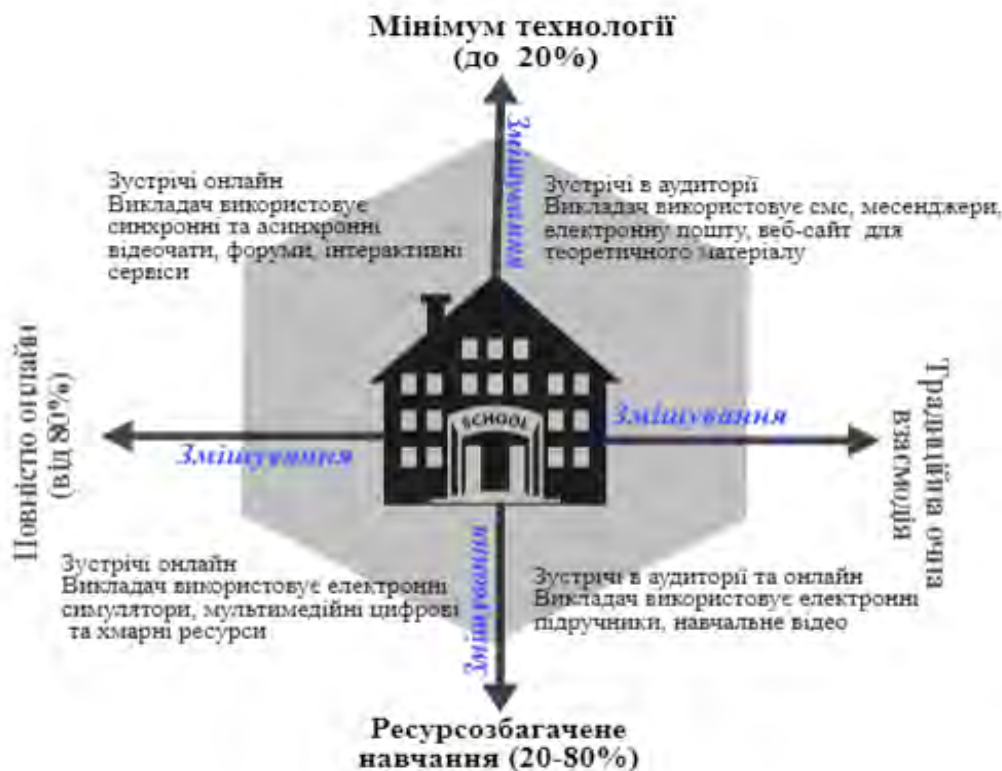 Мінімум технології
(до 20%)
Змішування
Зустрічі онлайн
Викладач використовує
синхронні та асинхронні
відеочати, форуми, інтерактивні
сервіси
Зустрічі в аудиторії
Викладач використовує смс, месенджери,
електронну пошту, веб-сайт для
теоретичного матеріалу
Повністю онлайн
(від 80%)
Змішування
SCHOOL
Змішування
Традиційна очна
взаємодія
Зустрічі онлайн
Викладач використовує електронні
симулятори, мультимедійні цифрові
та хмарні ресурси
Змішування
Зустрічі в аудиторії та онлайн
Викладач використовує електронні
підручники, навчальне відео
Ресурсозбагачене
навчання (20-80%)